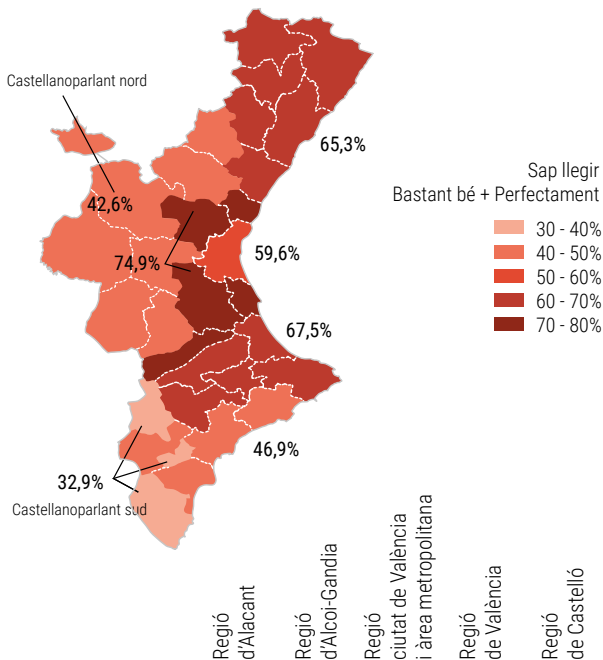 Castellanoparlant nord
65,3%
Sap llegir
Bastant bé + Perfectament
42,6%
30 - 40%
40 - 50%
50 - 60%
60 - 70%
70 - 80%
59,6%
74,9%
67,5%
46,9%
32,9%
Castellanoparlant sud
Regió
d'Alacant
Regió
d'Alcoi-Gandia
Regió
ciutat de València
i àrea metropolitana
Regió
de València
Regió
de Castelló